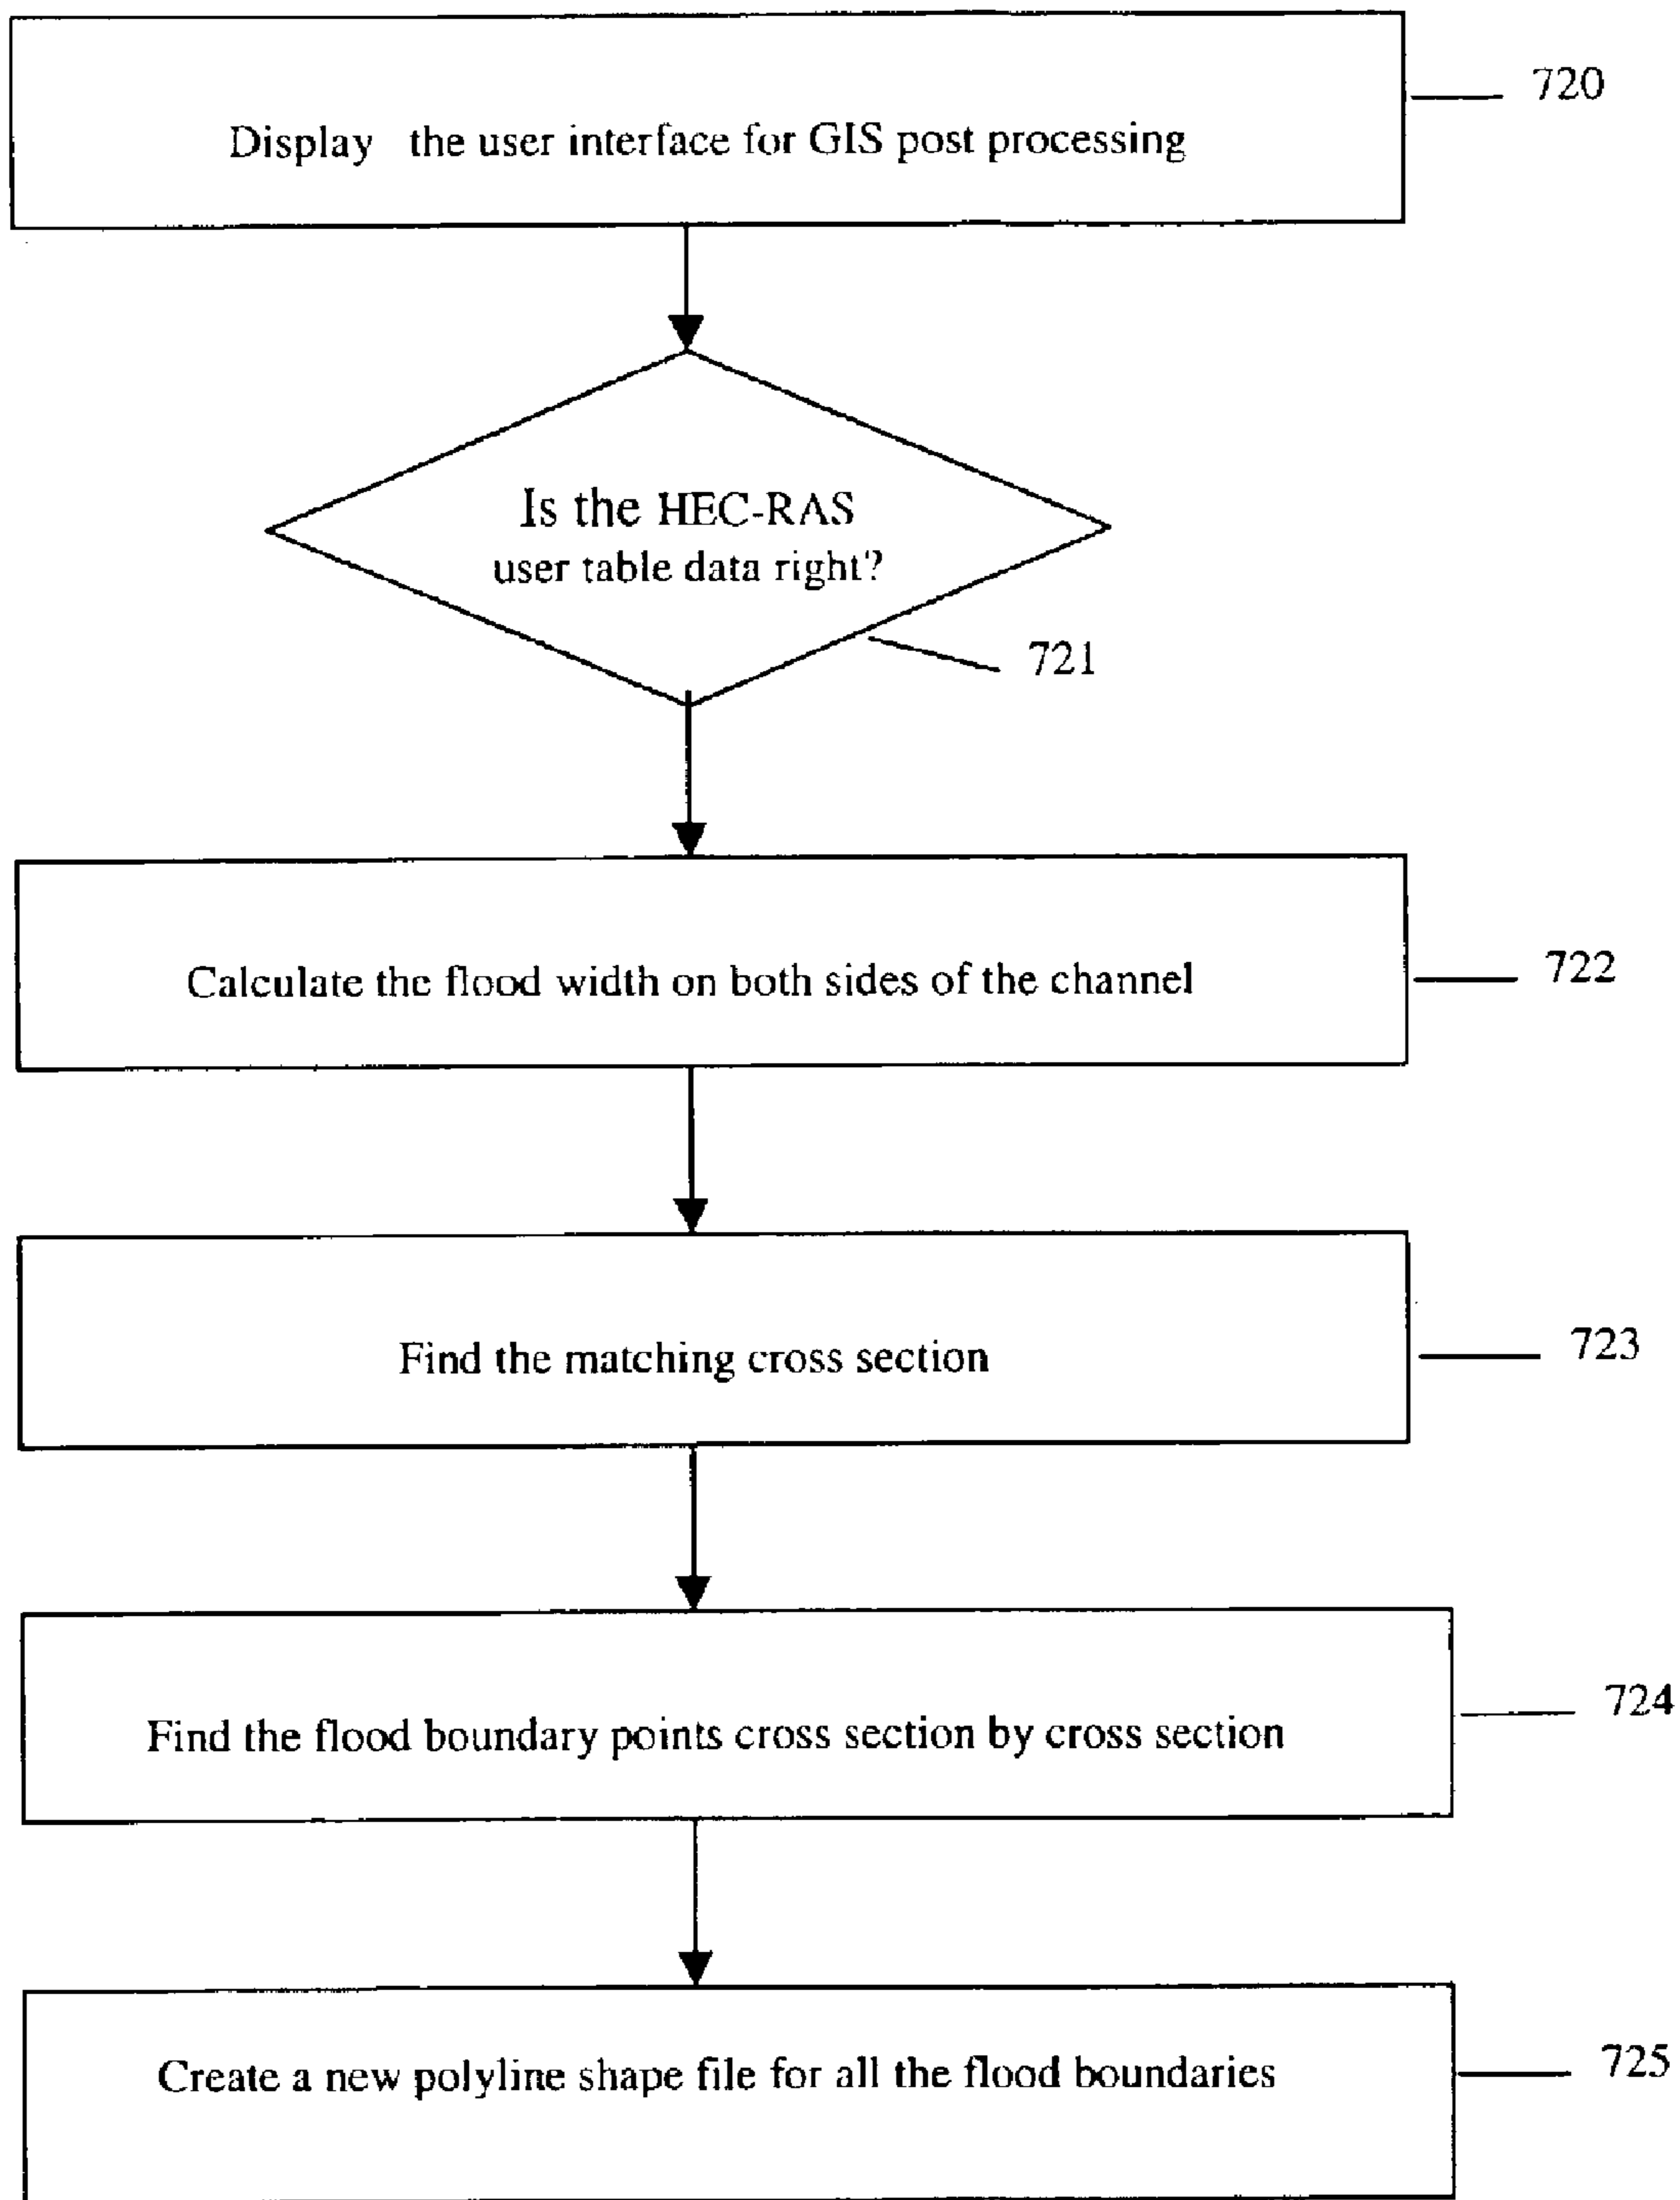 720
Display the user interface for GIS post processing
Is the HEC-RAS
user table data right?
721
Calculate the flood width on both sides of the channel
722
Find the matching cross section
723
Find the flood boundary points cross section by cross section
724
Create a new polyline shape file for all the flood boundaries
725